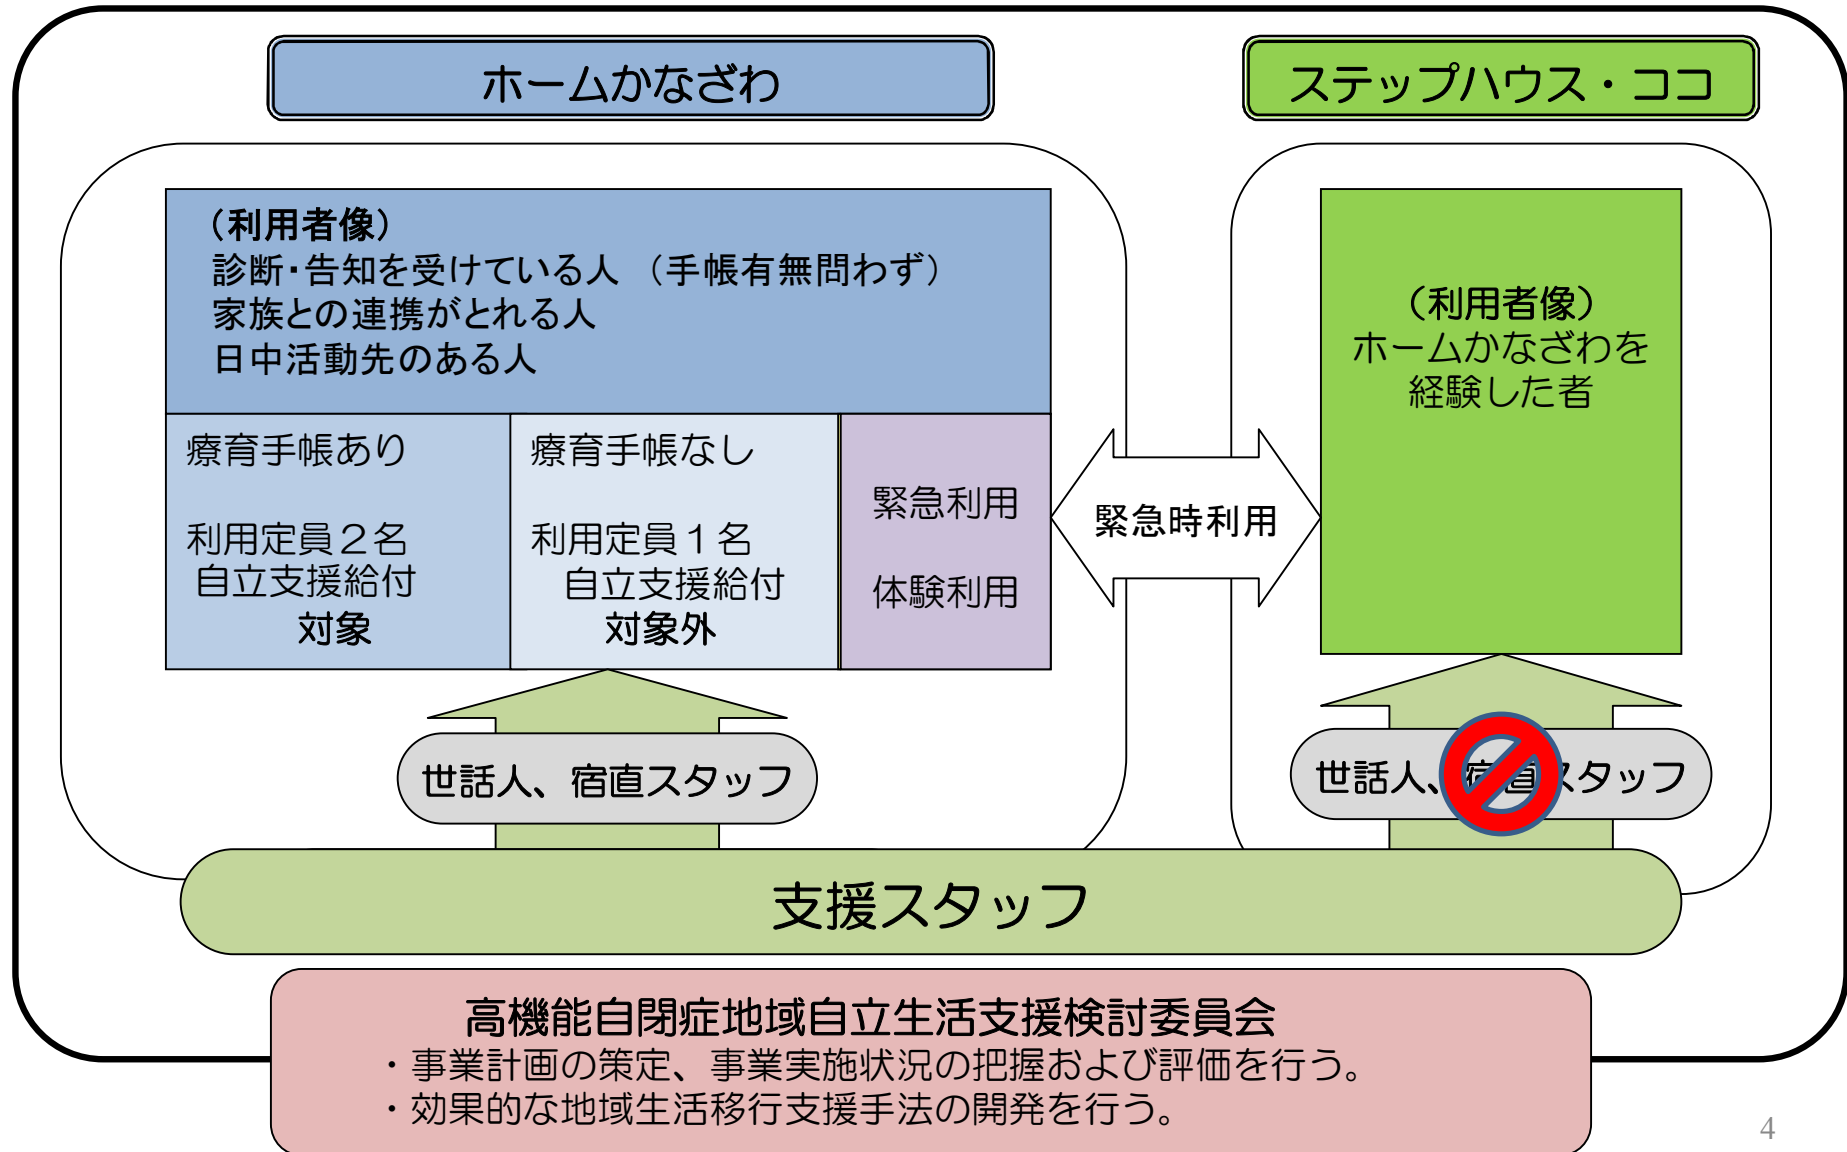 ホームかなざわ
ステップハウス・ココ
（利用者像）
診断・告知を受けている人 （手帳有無問わず）
家族との連携がとれる人
日中活動先のある人
療育手帳あり
利用定員２名
自立支援給付
対象
療育手帳なし
利用定員１名
自立支援給付
対象外
緊急利用
体験利用
緊急時利用
（利用者像）
ホームかなざわを
経験した者
世話人、宿直スタッフ
世話人、宿直スタッフ
支援スタッフ
高機能自閉症地域自立生活支援検討委員会
・事業計画の策定、事業実施状況の把握および評価を行う。
・効果的な地域生活移行支援手法の開発を行う。
4